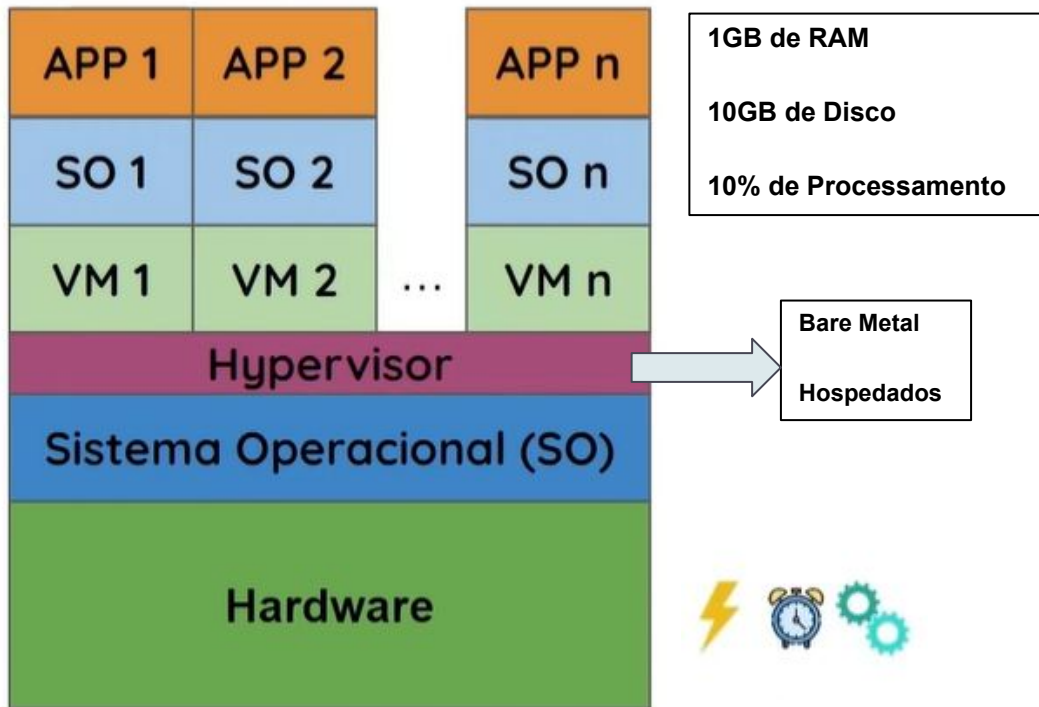 APP 1 APP 2 APP n
SO 1 SO 2 SO n
VM 1 VM 2 ... VM n
Hypervisor
Sistema Operacional (SO)
Hardware
1GB de RAM
10GB de Disco
10% de Processamento
Bare Metal
Hospedados